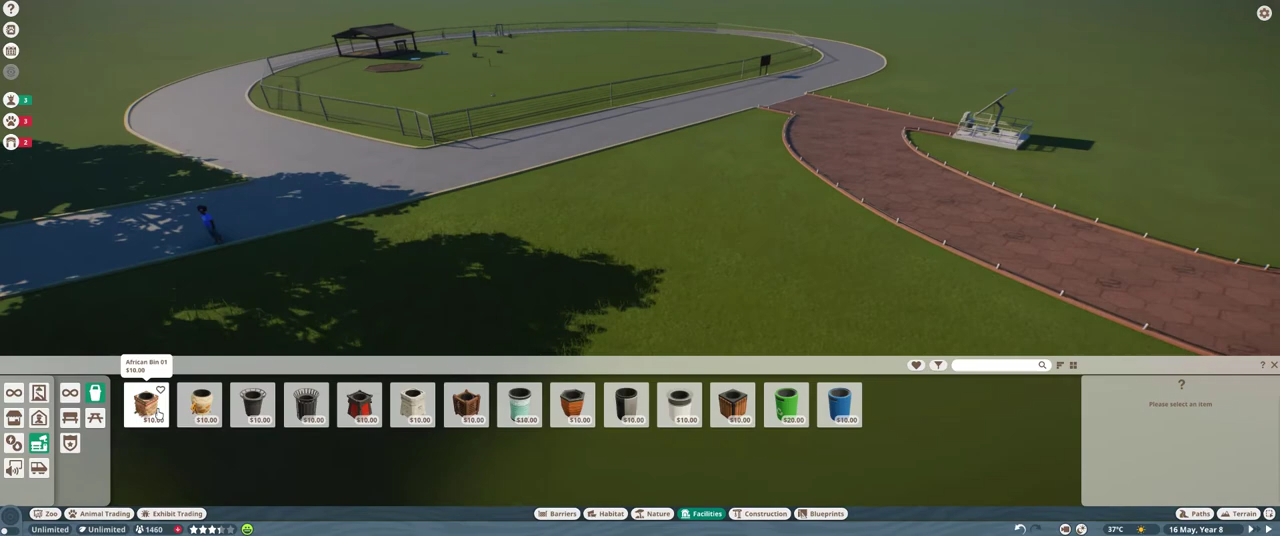 3
3
2
African Bin 01
$10.00
?
?
Please select an item
$10.00
$10.00
$10.00
$10.00
$10.00
$10.00
$10.00
$30.00
$10.00
$10.00
$10.00
$10.00
$20.00
$10.00
Zoo
Animal Trading
Exhibit Trading
Barriers
Habitat
Nature
Facilities
Construction
Blueprints
Paths
Terrain
Unlimited
Unlimited
1460
37°C
16 May, Year 8